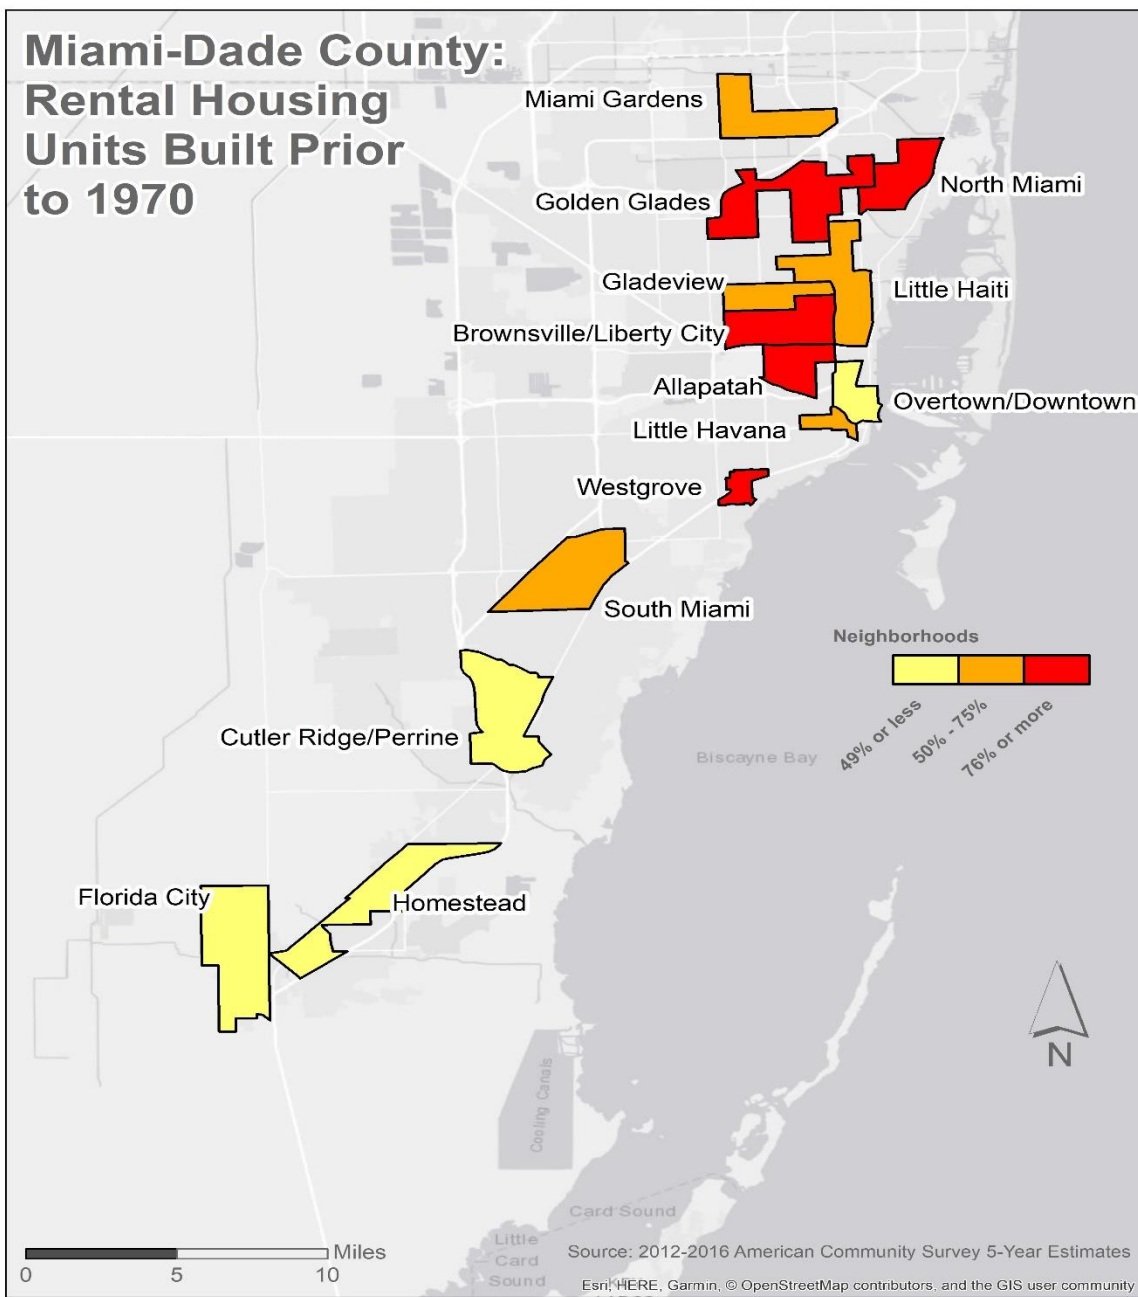 Miami-Dade County:
Rental Housing
Units Built Prior
to 1970
Miami Gardens
North Miami
Golden Glades
Gladeview
Little Haiti
Brownsville/Liberty City
Allapatah
Overtown/Downtown
Little Havana
Westgrove
South Miami
Neighborhoods
49% or less
50% - 75%
76% or more
Cutler Ridge/Perrine
Biscayne Bay
Florida City
Homestead
N
Cooling Canals
Card Sound
Little
Card
Sound
Miles
0 5 10
Source: 2012-2016 American Community Survey 5-Year Estimates
Esri, HERE, Garmin, © OpenStreetMap contributors, and the GIS user community